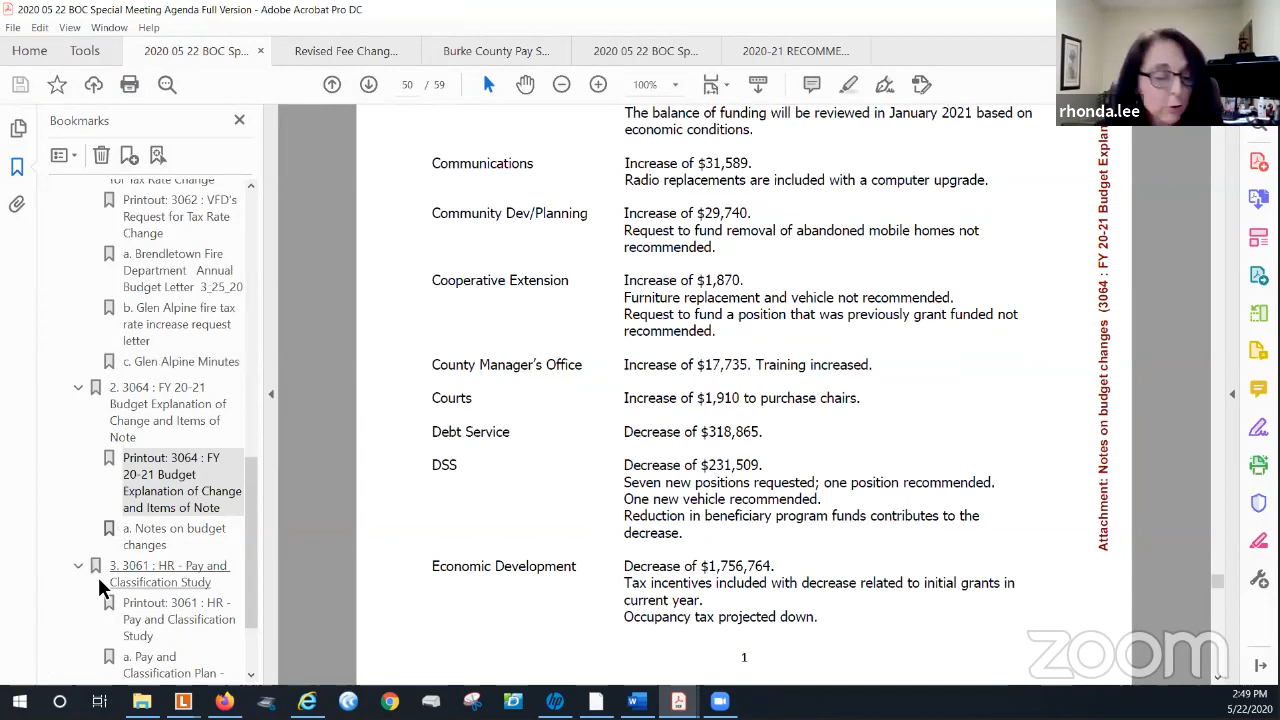 2020 05 22 BOC Special Meeting Agenda Full Version - Adobe Acrobat Pro DC
File Edit View Window Help
Home Tools 2020 05 22 BOC Sp... × Revised Fee Chang... Burke County Pay S... 2020 05 22 BOC Sp... 2020-21 RECOMME...
50 / 59 100%
rhonda.lee
Bookmarks
for Tax Rate Change
Printout: 3062 : VFD's
Request for Tax Rate
Change
a. Brendletown Fire
Department Annual
Budget Letter 3_25_20
b. Glen Alpine fire tax
rate increase request
letter
c. Glen Alpine Minutes
2. 3064 : FY 20-21
Budget Explanation of
Change and Items of
Note
Printout: 3064 : FY
20-21 Budget
Explanation of Change
and Items of Note
a. Notes on budget
changes
3. 3061 : HR - Pay and
Classification Study
Printout: 3061 : HR -
Pay and Classification
Study
a. Pay and
Classification Plan -
The balance of funding will be reviewed in January 2021 based on
economic conditions.
Communications Increase of $31,589.
Radio replacements are included with a computer upgrade.
Community Dev/Planning Increase of $29,740.
Request to fund removal of abandoned mobile homes not
recommended.
Cooperative Extension Increase of $1,870.
Furniture replacement and vehicle not recommended.
Request to fund a position that was previously grant funded not
recommended.
County Manager's Office Increase of $17,735. Training increased.
Courts Increase of $1,910 to purchase chairs.
Debt Service Decrease of $318,865.
DSS Decrease of $231,509.
Seven new positions requested; one position recommended.
One new vehicle recommended.
Reduction in beneficiary program funds contributes to the
decrease.
Economic Development Decrease of $1,756,764.
Tax incentives included with decrease related to initial grants in
current year.
Occupancy tax projected down.
1
Attachment: Notes on budget changes (3064 : FY 20-21 Budget Explan
zoom
2:49 PM
5/22/2020